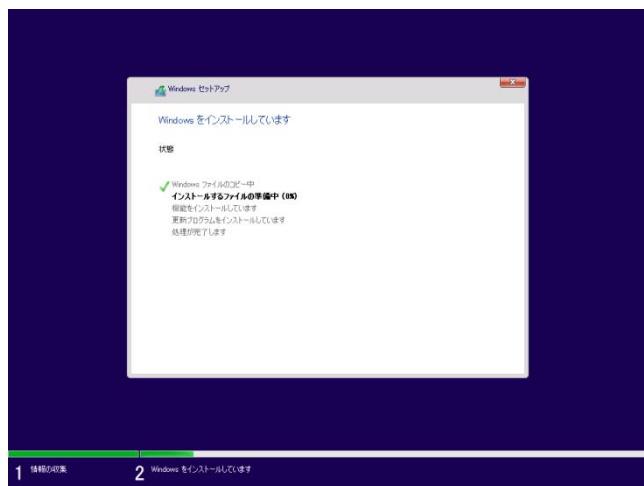 Windows セットアップ
Windows をインストールしています
状態
Windows ファイルのコピー中
インストールするファイルの準備中 (0%)
機能をインストールしています
更新プログラムをインストールしています
処理が完了します
1 情報の収集
2 Windows をインストールしています